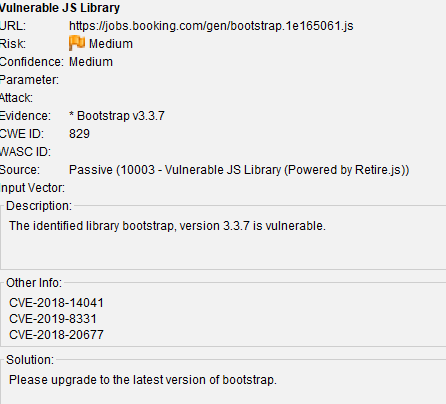 Vulnerable JS Library
URL: https://jobs.booking.com/gen/bootstrap.1e165061.js
Risk: Medium
Confidence: Medium
Parameter:
Attack:
Evidence: * Bootstrap v3.3.7
CWE ID: 829
WASC ID:
Source: Passive (10003 - Vulnerable JS Library (Powered by Retire.js))
Input Vector:
Description:
The identified library bootstrap, version 3.3.7 is vulnerable.
Other Info:
CVE-2018-14041
CVE-2019-8331
CVE-2018-20677
Solution:
Please upgrade to the latest version of bootstrap.